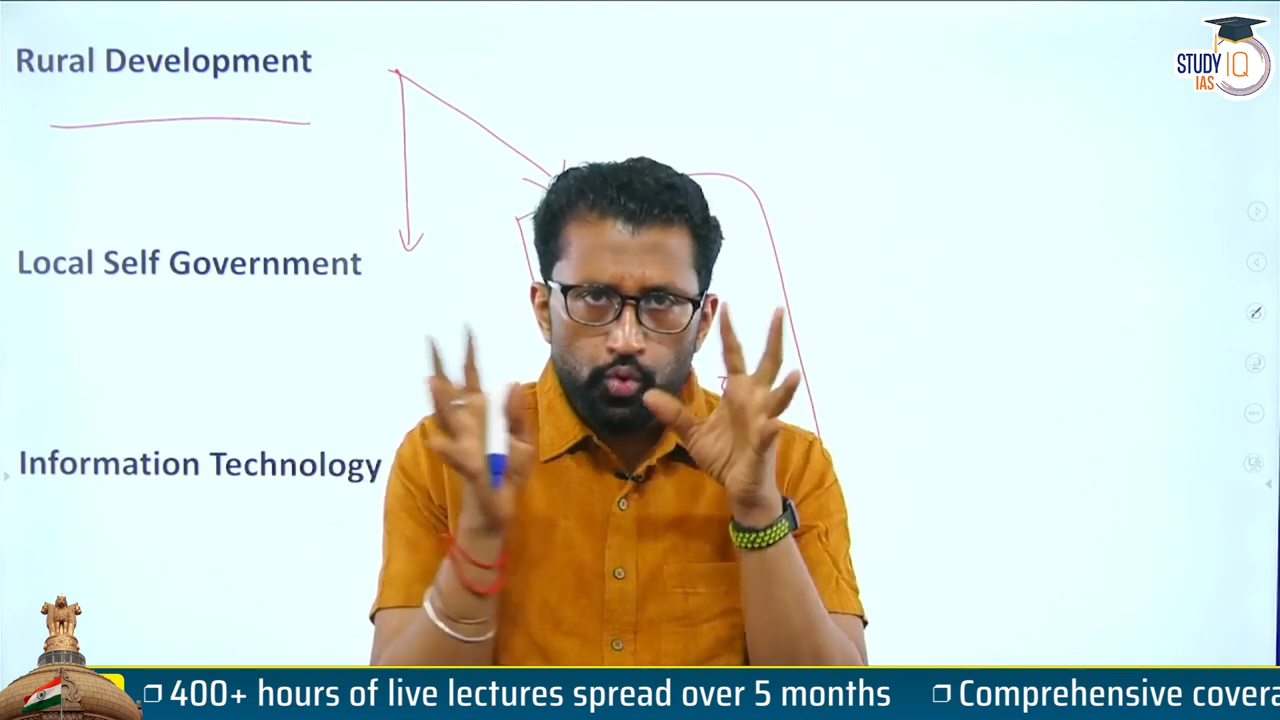 Rural Development
STUDY IQ
IAS
Local Self Government
Information Technology
400+ hours of live lectures spread over 5 months
Comprehensive covera